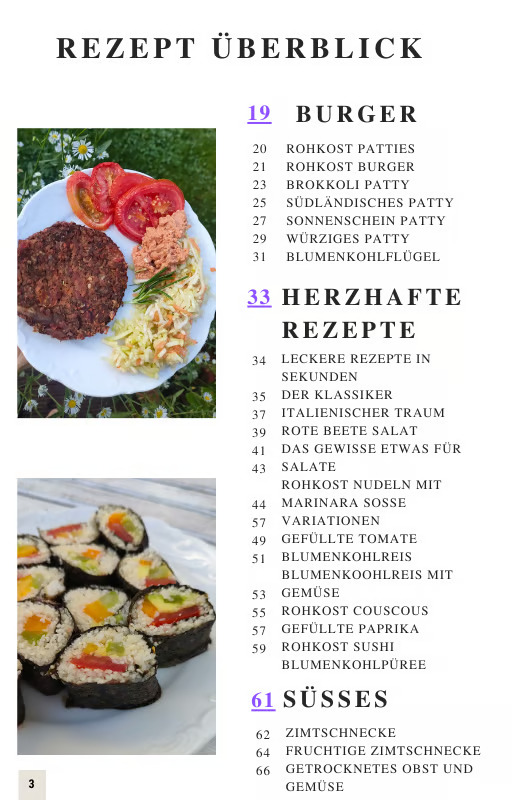 REZEPT ÜBERBLICK
19 BURGER
20 ROHKOST PATTIES
21 ROHKOST BURGER
23 BROKKOLI PATTY
25 SÜDLÄNDISCHES PATTY
27 SONNENSCHEIN PATTY
29 WÜRZIGES PATTY
31 BLUMENKOHLFLÜGEL
33 HERZHAFTE
REZEPTE
34 LECKERE REZEPTE IN
SEKUNDEN
35 DER KLASSIKER
37 ITALIENISCHER TRAUM
39 ROTE BEETE SALAT
41 DAS GEWISSE ETWAS FÜR
43 SALATE
ROHKOST NUDELN MIT
44 MARINARA SOSSE
57 VARIATIONEN
49 GEFÜLLTE TOMATE
51 BLUMENKOHLREIS
BLUMENKOOHLREIS MIT
53 GEMÜSE
55 ROHKOST COUSCOUS
57 GEFÜLLTE PAPRIKA
59 ROHKOST SUSHI
BLUMENKOHLPÜREE
61 SÜSSES
62 ZIMTSCHNECKE
64 FRUCHTIGE ZIMTSCHNECKE
66 GETROCKNETES OBST UND
GEMÜSE
3